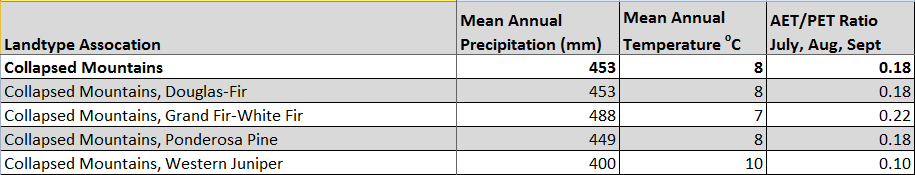 Landtype Assocation Mean Annual Precipitation (mm) Mean Annual Temperature °C AET/PET Ratio July, Aug, Sept
Collapsed Mountains 453 8 0.18
Collapsed Mountains, Douglas-Fir 453 8 0.18
Collapsed Mountains, Grand Fir-White Fir 488 7 0.22
Collapsed Mountains, Ponderosa Pine 449 8 0.18
Collapsed Mountains, Western Juniper 400 10 0.10